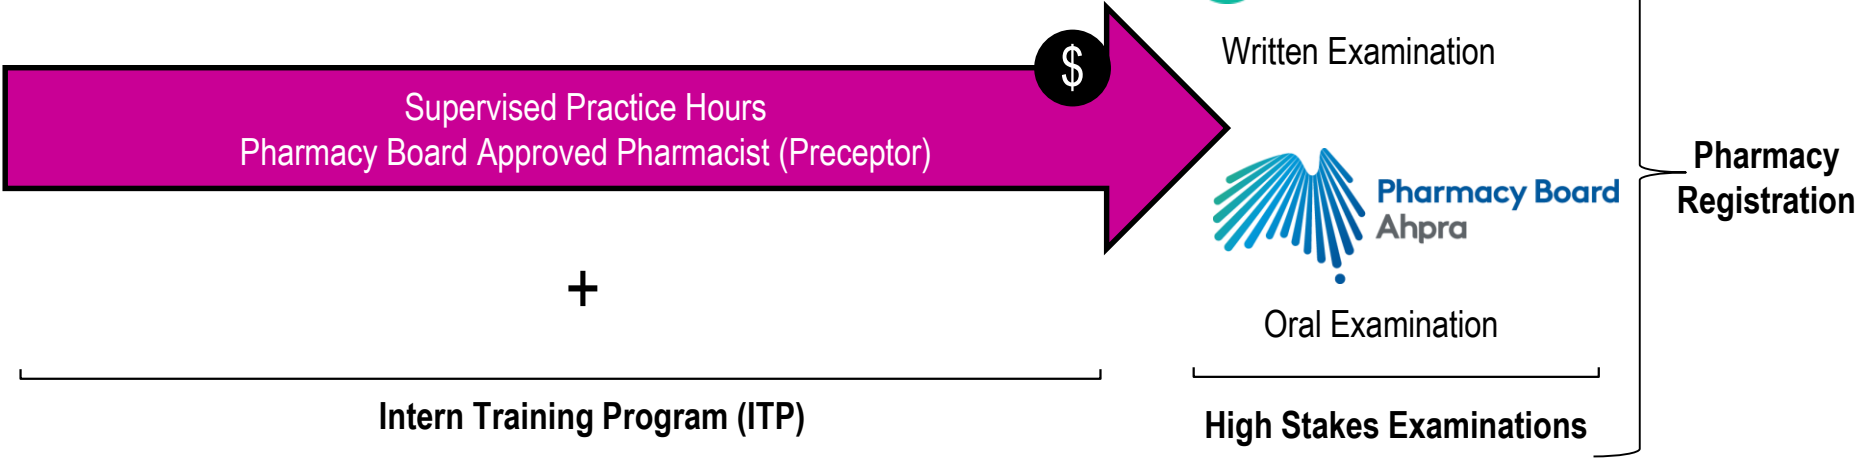 $
Written Examination
Supervised Practice Hours
Pharmacy Board Approved Pharmacist (Preceptor)
Pharmacy Board
Ahpra
Pharmacy
Registration
+
Oral Examination
Intern Training Program (ITP)
High Stakes Examinations